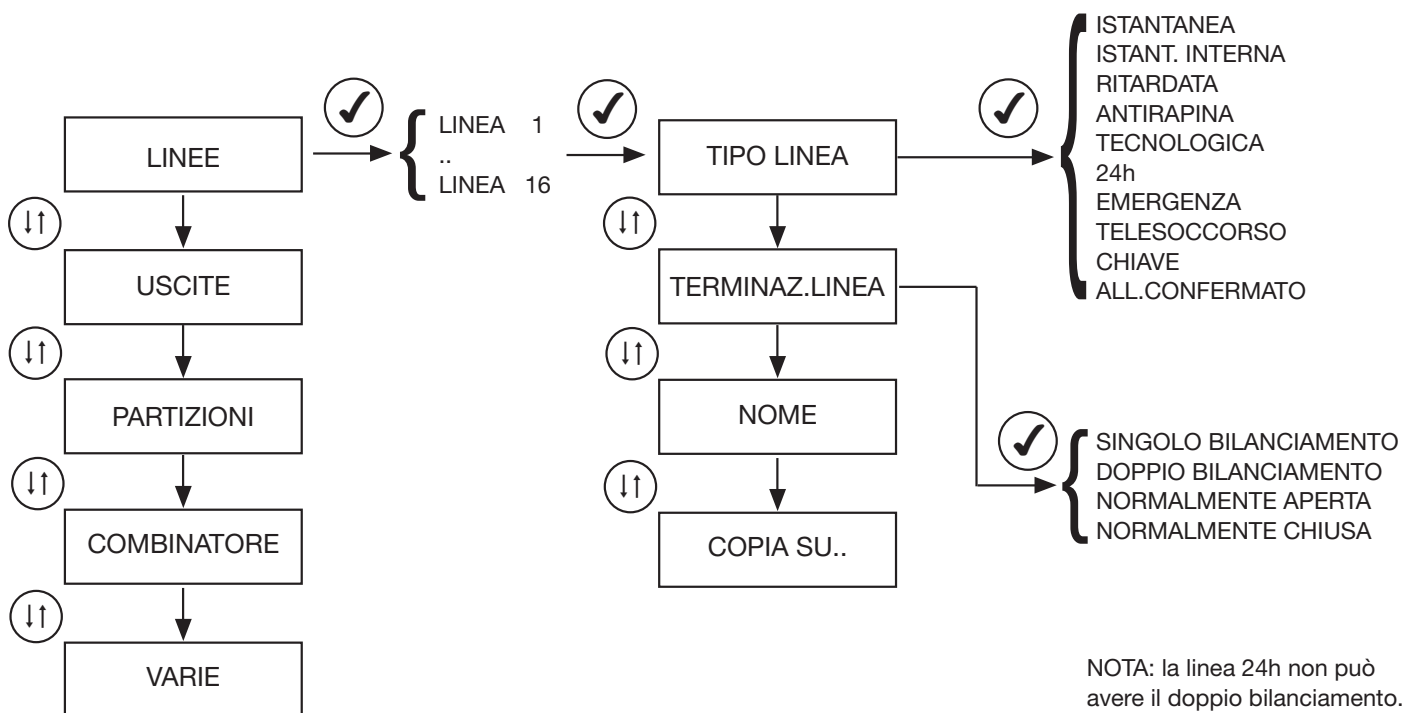 LINEE
USCITE
PARTIZIONI
COMBINATORE
VARIE
LINEA 1
..
LINEA 16
TIPO LINEA
TERMINAZ.LINEA
NOME
COPIA SU..
ISTANTANEA
ISTANT. INTERNA
RITARDATA
ANTIRAPINA
TECNOLOGICA
24h
EMERGENZA
TELESOCCORSO
CHIAVE
ALL.CONFERMATO
SINGOLO BILANCIAMENTO
DOPPIO BILANCIAMENTO
NORMALMENTE APERTA
NORMALMENTE CHIUSA
NOTA: la linea 24h non può
avere il doppio bilanciamento.